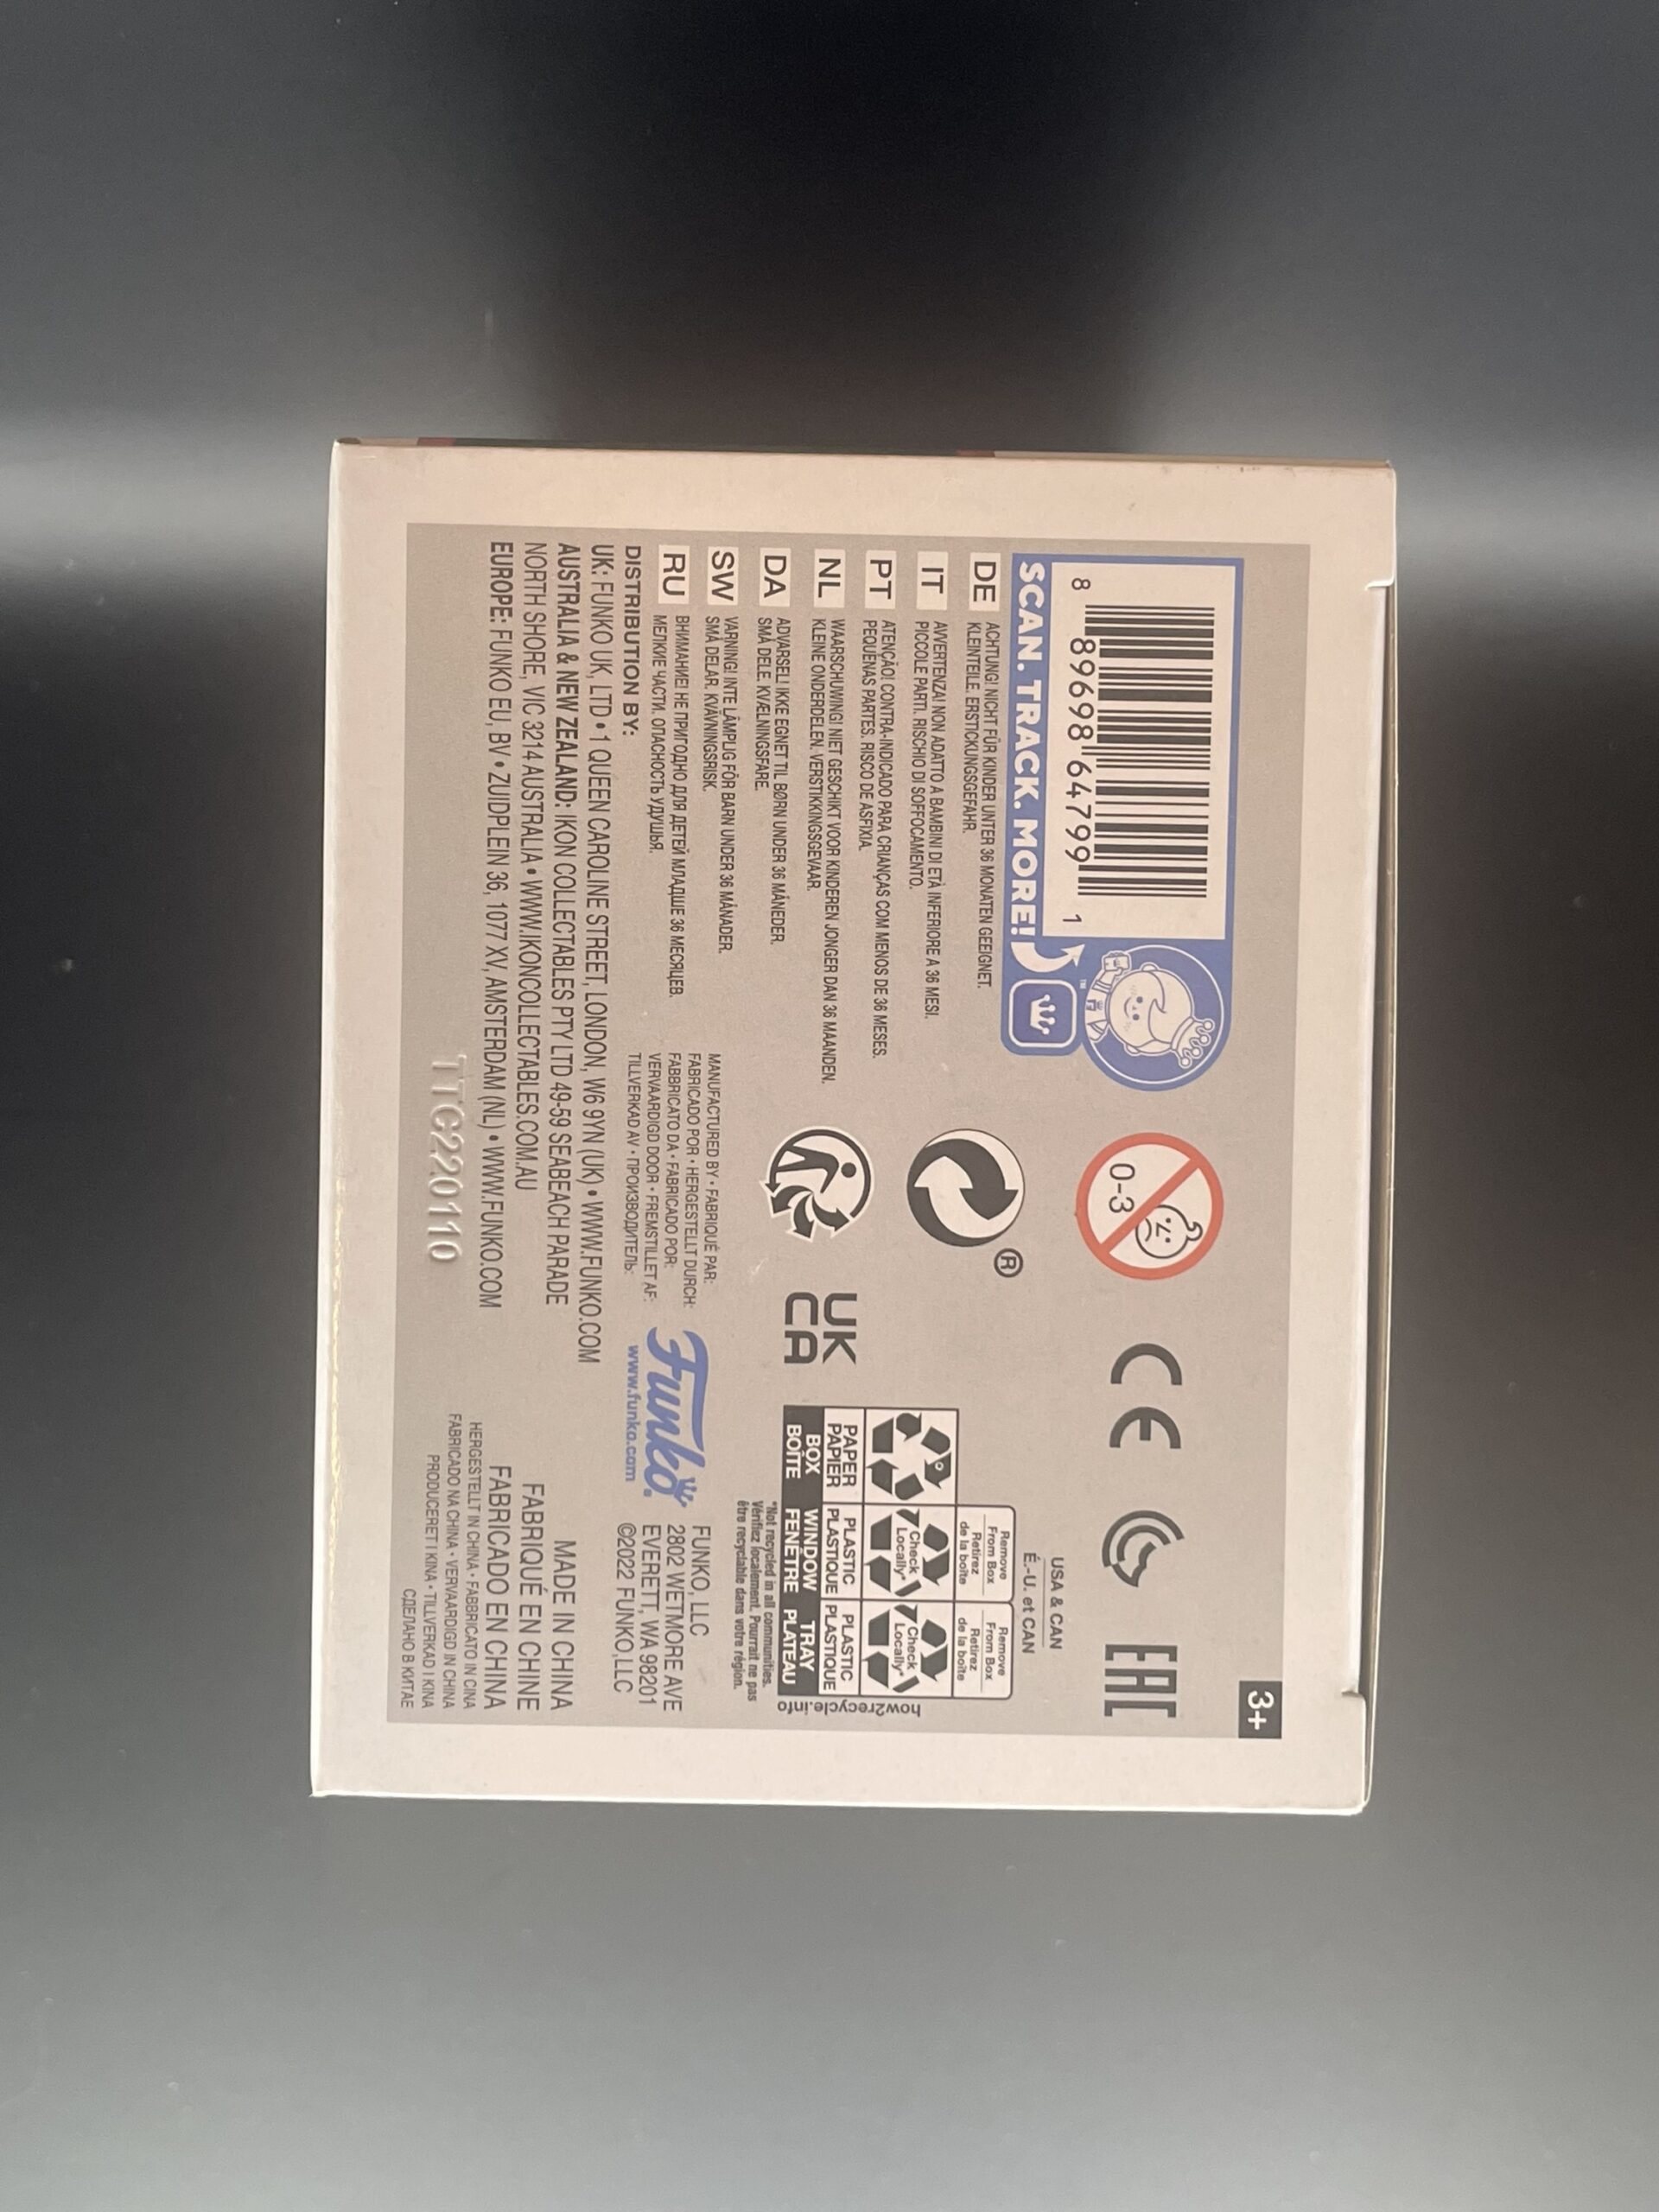 3+
8 89698 64799 1
SCAN. TRACK. MORE!
™
0-3
CE
EAC
DE ACHTUNG! NICHT FÜR KINDER UNTER 36 MONATEN GEEIGNET.
KLEINTEILE. ERSTICKUNGSGEFAHR.
IT AVVERTENZA! NON ADATTO A BAMBINI DI ETÀ INFERIORE A 36 MESI.
PICCOLE PARTI. RISCHIO DI SOFFOCAMENTO.
PT ATENÇÃO! CONTRA-INDICADO PARA CRIANÇAS COM MENOS DE 36 MESES.
PEQUENAS PARTES. RISCO DE ASFIXIA.
NL WAARSCHUWING! NIET GESCHIKT VOOR KINDEREN JONGER DAN 36 MAANDEN.
KLEINE ONDERDELEN. VERSTIKKINGSGEVAAR.
DA ADVARSEL! IKKE EGNET TIL BØRN UNDER 36 MÅNEDER.
SMÅ DELE. KVÆLNINGSFARE.
SW VARNING! INTE LÄMPLIG FÖR BARN UNDER 36 MÅNADER.
SMÅ DELAR. KVÄVNINGSRISK.
RU ВНИМАНИЕ! НЕ ПРИГОДНО ДЛЯ ДЕТЕЙ МЛАДШЕ 36 МЕСЯЦЕВ.
МЕЛКИЕ ЧАСТИ. ОПАСНОСТЬ УДУШЬЯ.
®
UK
CA
USA & CAN
É.-U. et CAN
Remove
From Box
Retirez
de la boîte
Remove
From Box
Retirez
de la boîte
Check
Locally*
Check
Locally*
PAPER
PAPIER
PLASTIC
PLASTIQUE
PLASTIC
PLASTIQUE
BOX
BOÎTE
WINDOW
FENÊTRE
TRAY
PLATEAU
how2recycle.info
*Not recycled in all communities.
Vérifiez localement. Pourrait ne pas
être recyclable dans votre région.
MANUFACTURED BY • FABRIQUÉ PAR:
FABRICADO POR • HERGESTELLT DURCH:
FABBRICATO DA • FABRICADO POR:
VERVAARDIGD DOOR • FREMSTILLET AF:
TILLVERKAD AV • ПРОИЗВОДИТЕЛЬ:
Funko®
www.funko.com
FUNKO, LLC
2802 WETMORE AVE
EVERETT, WA 98201
©2022 FUNKO,LLC
DISTRIBUTION BY:
UK: FUNKO UK, LTD • 1 QUEEN CAROLINE STREET, LONDON, W6 9YN (UK) • WWW.FUNKO.COM
AUSTRALIA & NEW ZEALAND: IKON COLLECTABLES PTY LTD 49-59 SEABEACH PARADE
NORTH SHORE, VIC 3214 AUSTRALIA • WWW.IKONCOLLECTABLES.COM.AU
EUROPE: FUNKO EU, BV • ZUIDPLEIN 36, 1077 XV, AMSTERDAM (NL) • WWW.FUNKO.COM
TTC220110
MADE IN CHINA
FABRIQUÉ EN CHINE
FABRICADO EN CHINA
HERGESTELLT IN CHINA • FABBRICATO IN CINA
FABRICADO NA CHINA • VERVAARDIGD IN CHINA
PRODUCERET I KINA • TILLVERKAD I KINA
СДЕЛАНО В КИТАЕ